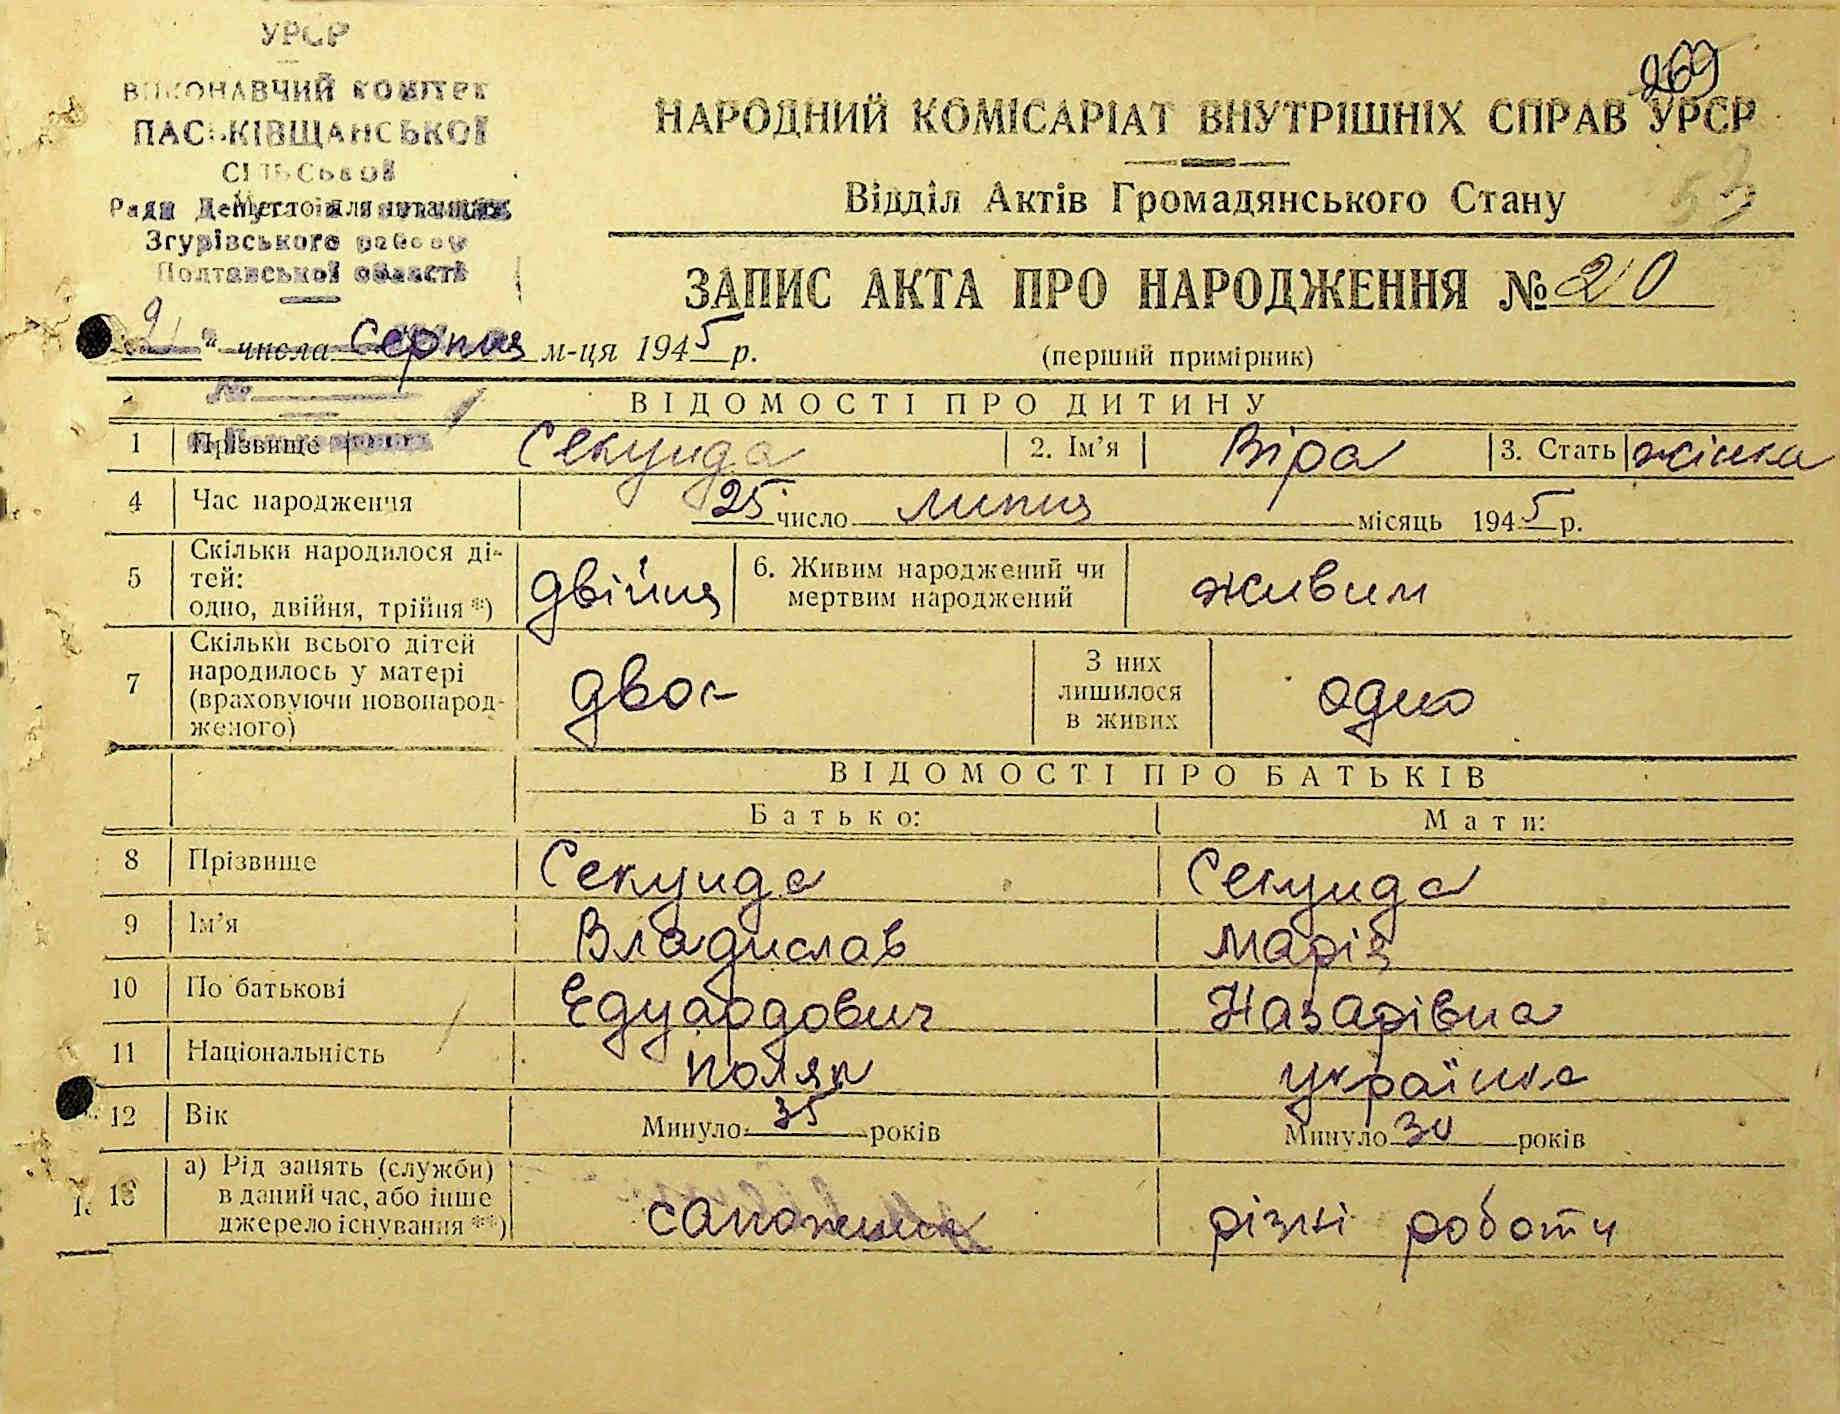 УРСР
ВИКОНАВЧИЙ КОМІТЕТ
ПАСЬКІВЩАНСЬКОЇ
СІЛЬСЬКОЇ
Ради Депутатів
Згурівського району
Полтавської області
269
НАРОДНИЙ КОМІСАРІАТ ВНУТРІШНІХ СПРАВ УРСР
Відділ Актів Громадянського Стану
53
ЗАПИС АКТА ПРО НАРОДЖЕННЯ № 20
(перший примірник)
числа серпня м-ця 1945 р.
№
ВІДОМОСТІ ПРО ДИТИНУ
1 Прізвище Секунда 2. Ім'я Віра 3. Стать жінка
4 Час народження 25 число липня місяць 1945 р.
5 Скільки народилося дітей: одно, двійня, трійня *) двійня 6. Живим народжений чи мертвим народжений живим
7 Скільки всього дітей народилось у матері (враховуючи новонародженого) двоє З них лишилося в живих одно
ВІДОМОСТІ ПРО БАТЬКІВ
Батько: Мати:
8 Прізвище Секунда Секунда
9 Ім'я Владислав Марія
10 По батькові Едуардович Назарівна
11 Національність поляк українка
12 Вік Минуло 35 років Минуло 30 років
13 а) Рід занять (служби) в даний час, або інше джерело існування **) сапожник різні роботи